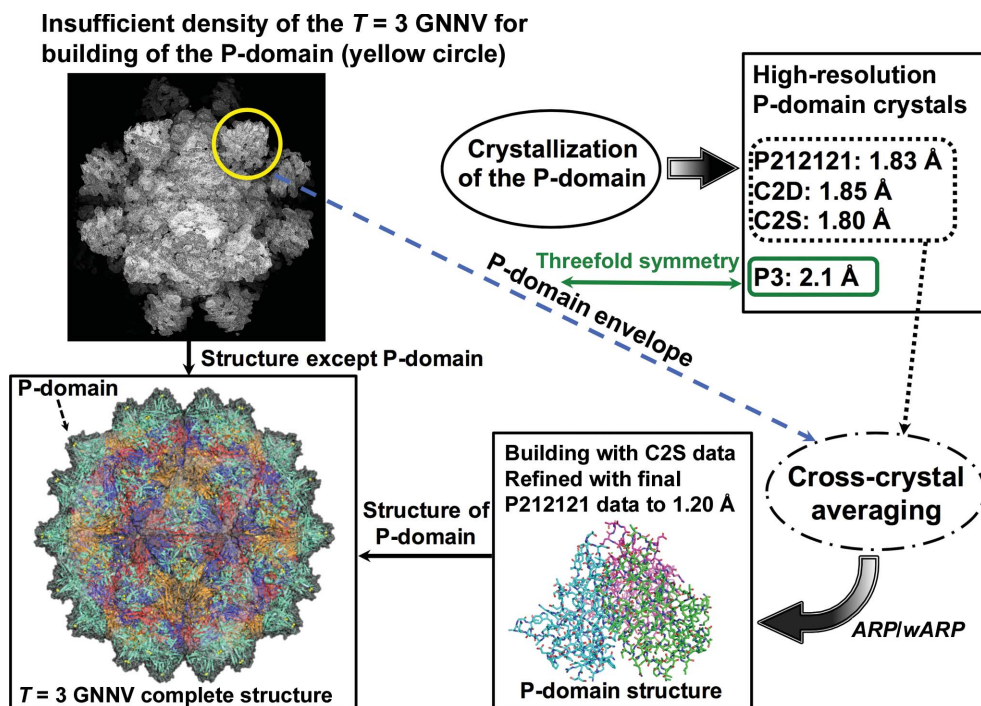 Insufficient density of the T = 3 GNNV for
building of the P-domain (yellow circle)
High-resolution
P-domain crystals
Crystallization
of the P-domain
P212121: 1.83 Å
C2D: 1.85 Å
C2S: 1.80 Å
Threefold symmetry
P3: 2.1 Å
P-domain envelope
Structure except P-domain
P-domain
Building with C2S data
Refined with final
P212121 data to 1.20 Å
Cross-crystal
averaging
Structure of
P-domain
ARP/wARP
P-domain structure
T = 3 GNNV complete structure